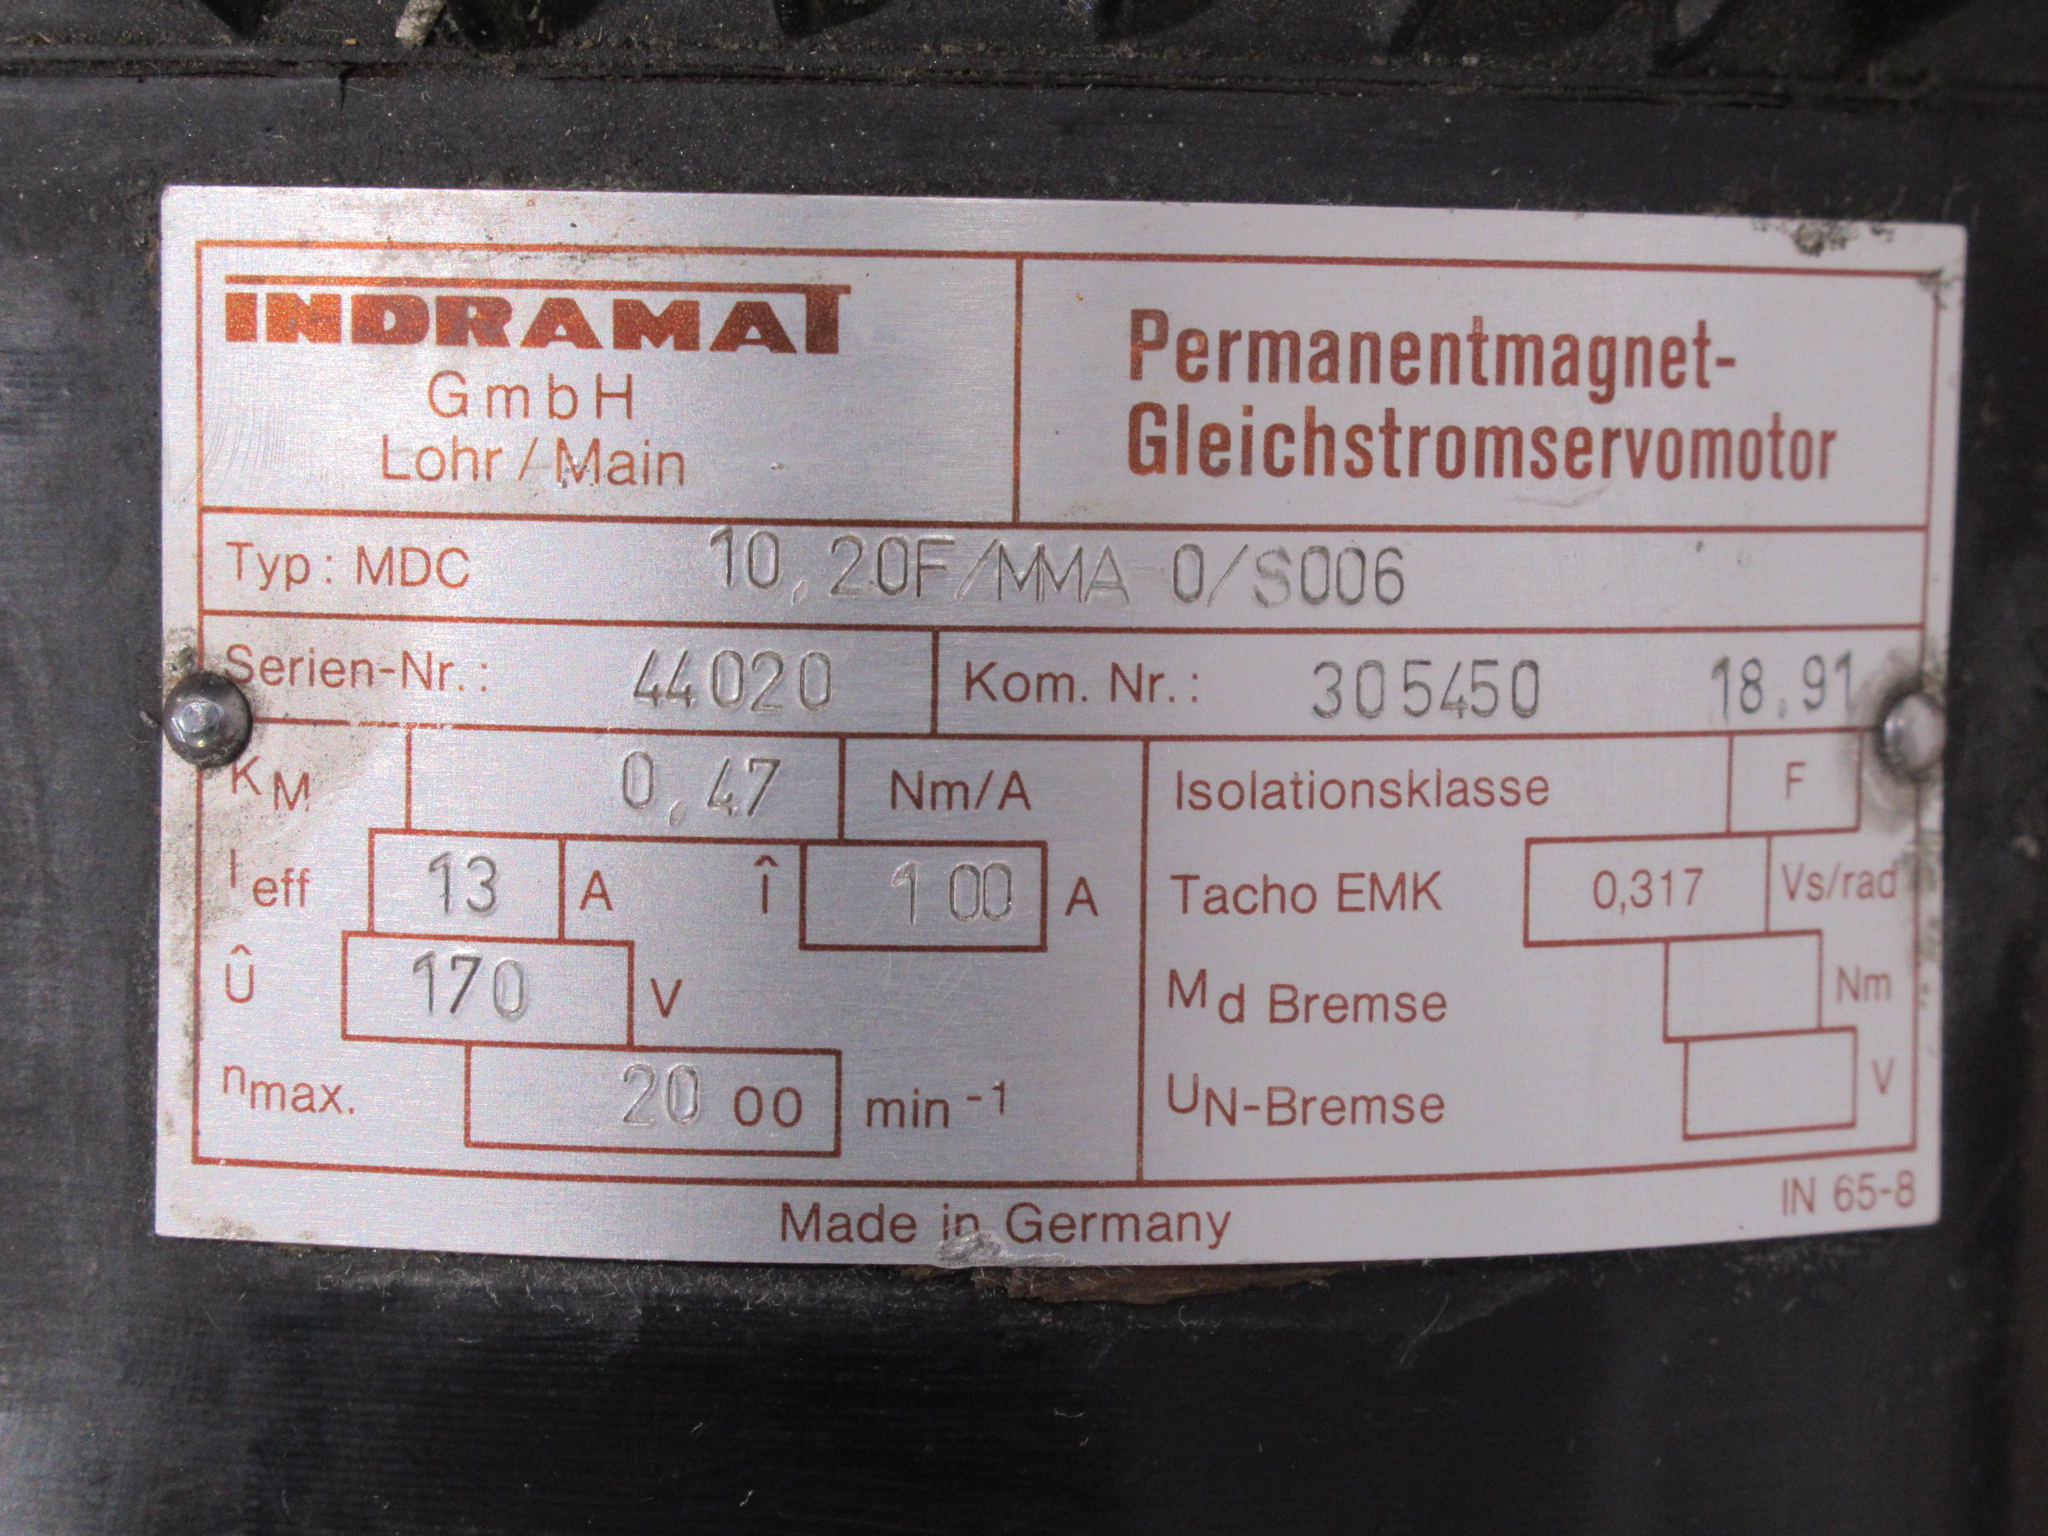 INDRAMAT
GmbH
Lohr / Main
Permanentmagnet-
Gleichstromservomotor
Typ: MDC 10,20F/MMA-0/S006
Serien-Nr.: 44020 Kom. Nr.: 305450 18.91
KM 0,47 Nm/A Isolationsklasse F
Ieff 13 A Î 100 A Tacho EMK 0,317 Vs/rad
Û 170 V Md Bremse Nm
nmax. 2000 min-1 UN-Bremse V
IN 65-8
Made in Germany